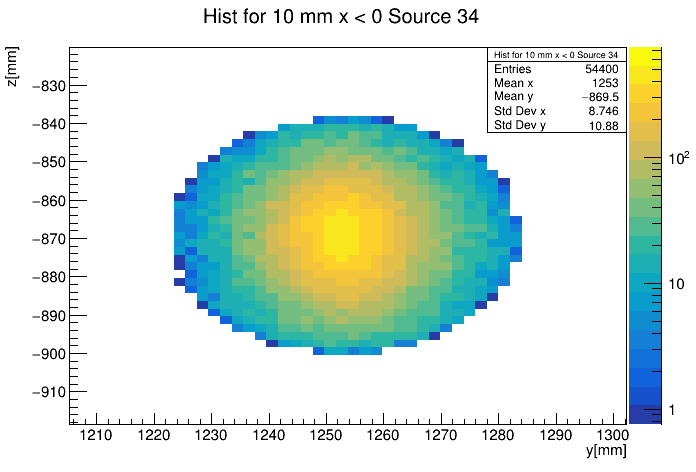 Hist for 10 mm x < 0 Source 34
z[mm]
Hist for 10 mm x < 0 Source 34
Entries 54400
Mean x 1253
Mean y −869.5
Std Dev x 8.746
Std Dev y 10.88
−830
−840
−850
−860
−870
−880
−890
−900
−910
10²
10
1
1210 1220 1230 1240 1250 1260 1270 1280 1290 1300
y[mm]